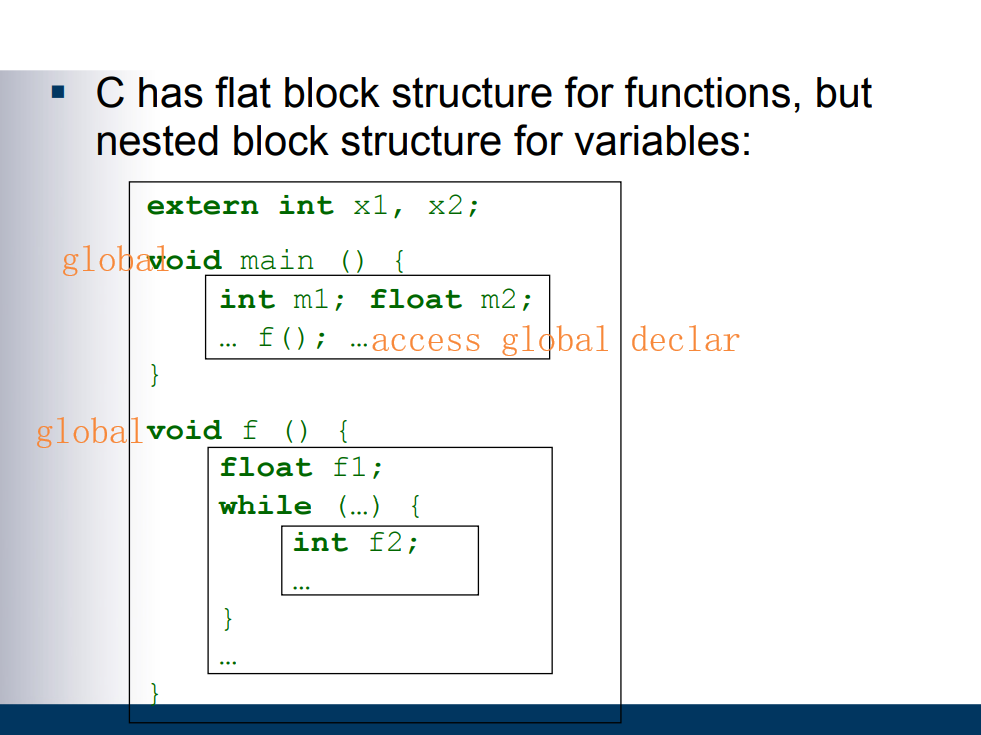 ▪ C has flat block structure for functions, but
nested block structure for variables:
extern int x1, x2;
global void main () {
int m1; float m2;
… f(); … access global declar
}
global void f () {
float f1;
while (…) {
int f2;
…
}
…
}